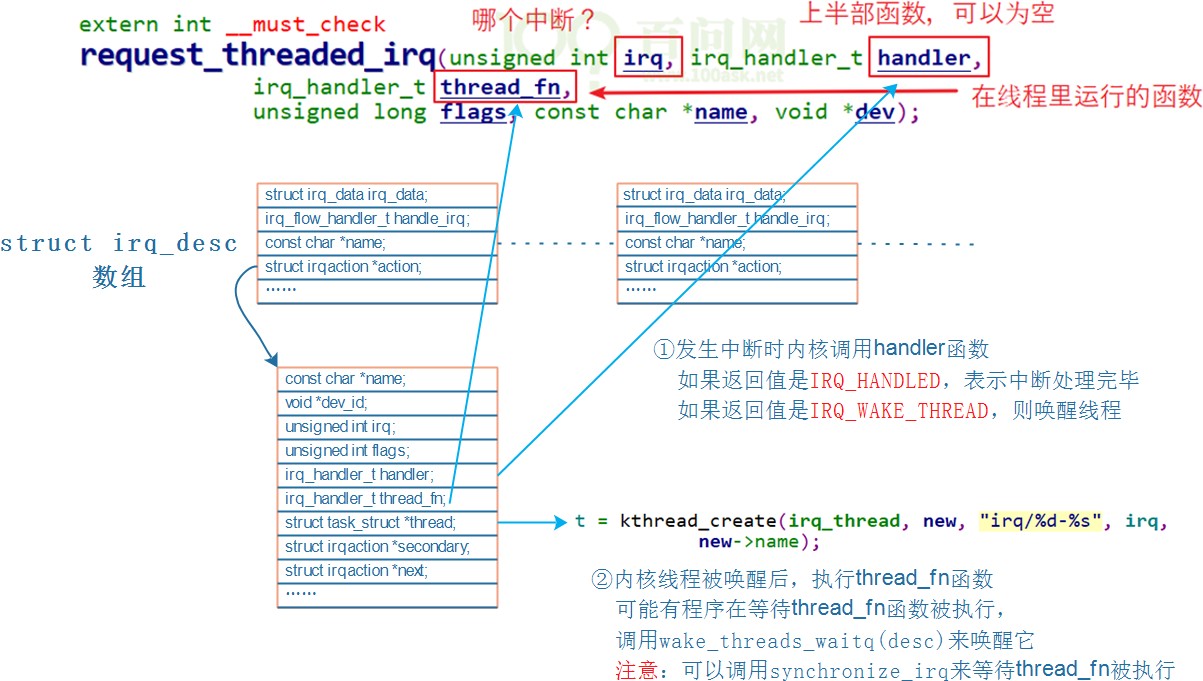 哪个中断？
上半部函数，可以为空
extern int __must_check
request_threaded_irq(unsigned int irq, irq_handler_t handler,
irq_handler_t thread_fn,
在线程里运行的函数
unsigned long flags, const char *name, void *dev);
百问网
www.100ask.net
struct irq_desc
数组
struct irq_data irq_data;
irq_flow_handler_t handle_irq;
const char *name;
struct irqaction *action;
……
struct irq_data irq_data;
irq_flow_handler_t handle_irq;
const char *name;
struct irqaction *action;
……
const char *name;
void *dev_id;
unsigned int irq;
unsigned int flags;
irq_handler_t handler;
irq_handler_t thread_fn;
struct task_struct *thread;
struct irqaction *secondary;
struct irqaction *next;
……
①发生中断时内核调用handler函数
如果返回值是IRQ_HANDLED，表示中断处理完毕
如果返回值是IRQ_WAKE_THREAD，则唤醒线程
t = kthread_create(irq_thread, new, "irq/%d-%s", irq,
new->name);
②内核线程被唤醒后，执行thread_fn函数
可能有程序在等待thread_fn函数被执行，
调用wake_threads_waitq(desc)来唤醒它
注意：可以调用synchronize_irq来等待thread_fn被执行